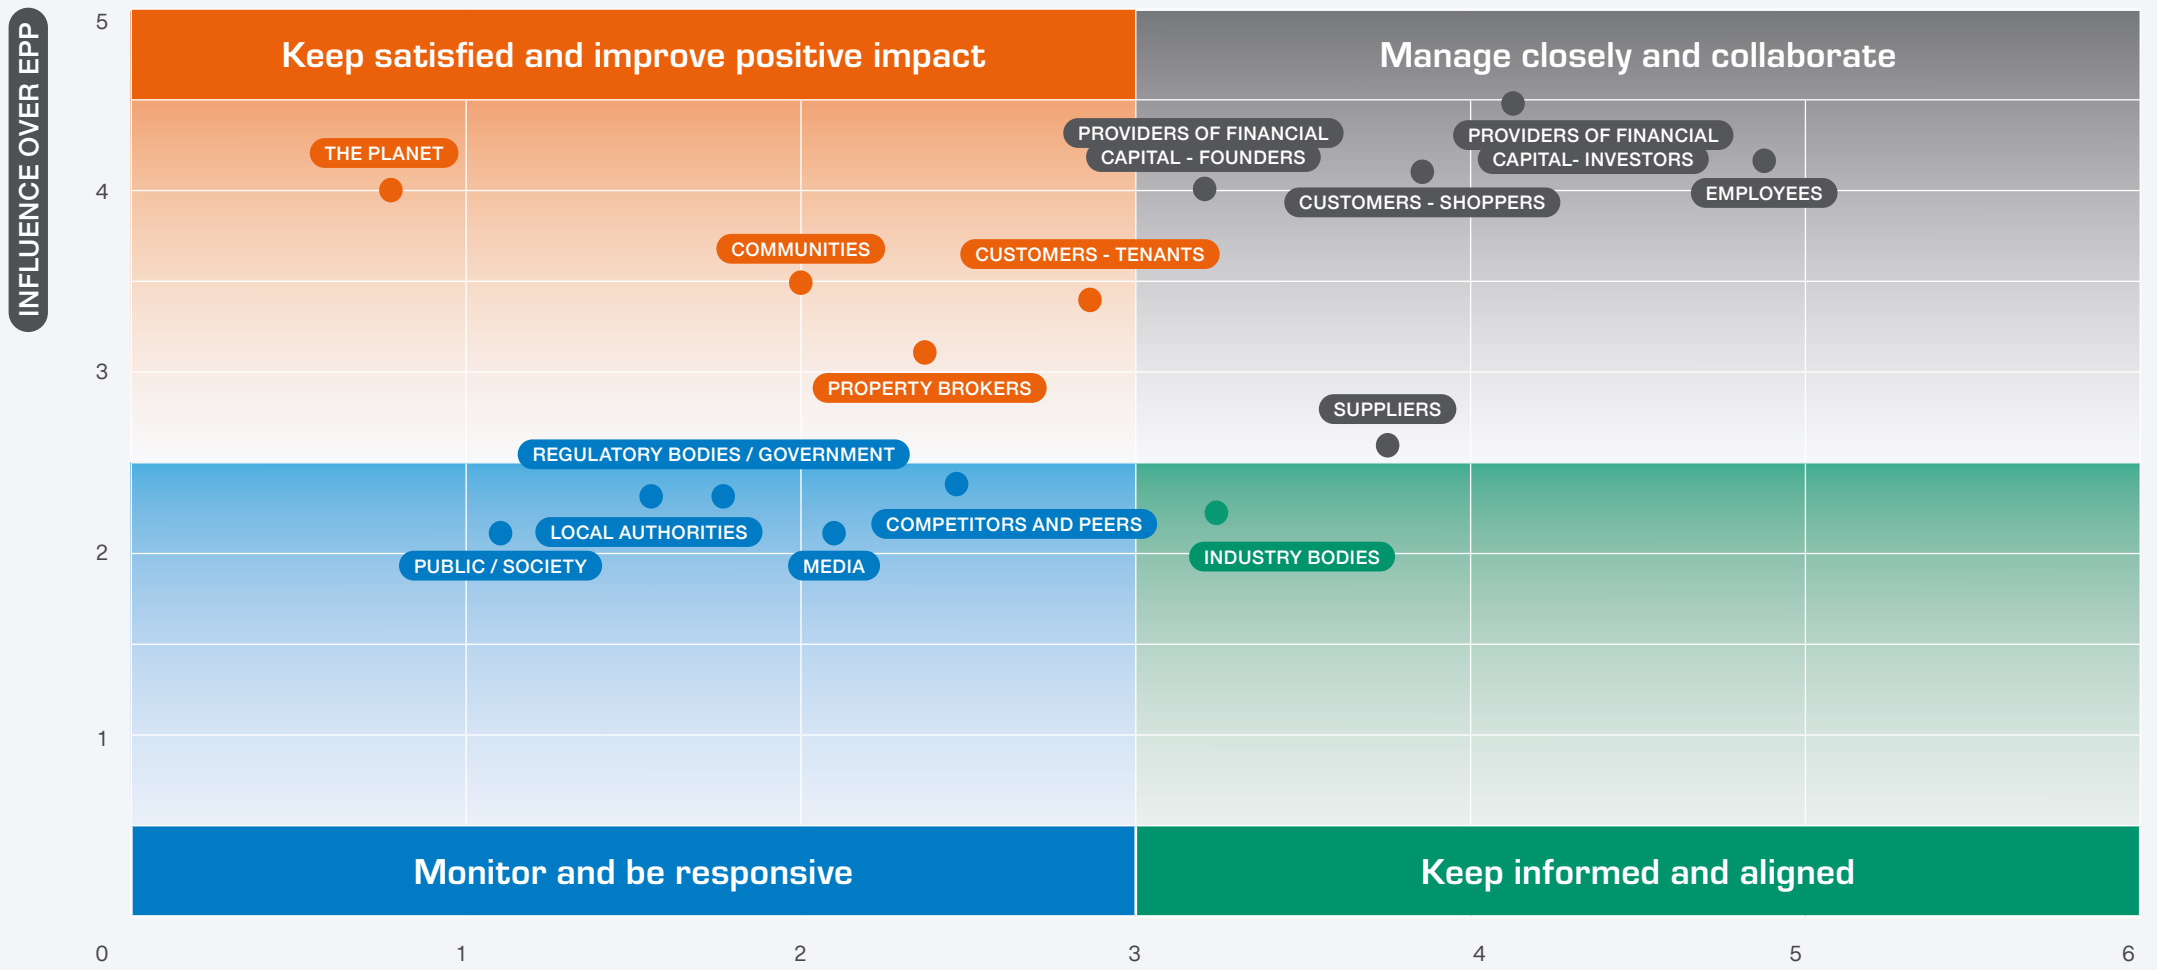 INFLUENCE OVER EPP
5
Keep satisfied and improve positive impact
Manage closely and collaborate
THE PLANET
PROVIDERS OF FINANCIAL
CAPITAL - FOUNDERS
PROVIDERS OF FINANCIAL
CAPITAL- INVESTORS
4
CUSTOMERS - SHOPPERS
EMPLOYEES
COMMUNITIES
CUSTOMERS - TENANTS
3
PROPERTY BROKERS
SUPPLIERS
REGULATORY BODIES / GOVERNMENT
LOCAL AUTHORITIES
COMPETITORS AND PEERS
2
PUBLIC / SOCIETY
MEDIA
INDUSTRY BODIES
1
Monitor and be responsive
Keep informed and aligned
0
1
2
3
4
5
6